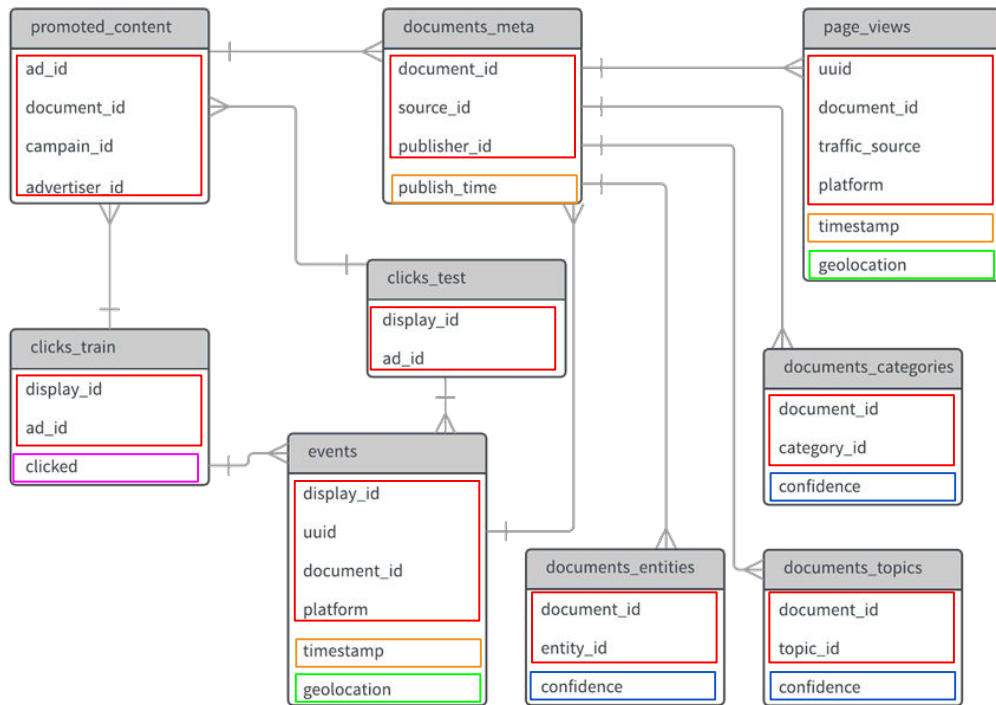 promoted_content
ad_id
document_id
campain_id
advertiser_id
documents_meta
document_id
source_id
publisher_id
publish_time
page_views
uuid
document_id
traffic_source
platform
timestamp
geolocation
clicks_test
display_id
ad_id
clicks_train
display_id
ad_id
clicked
events
display_id
uuid
document_id
platform
timestamp
geolocation
documents_categories
document_id
category_id
confidence
documents_entities
document_id
entity_id
confidence
documents_topics
document_id
topic_id
confidence